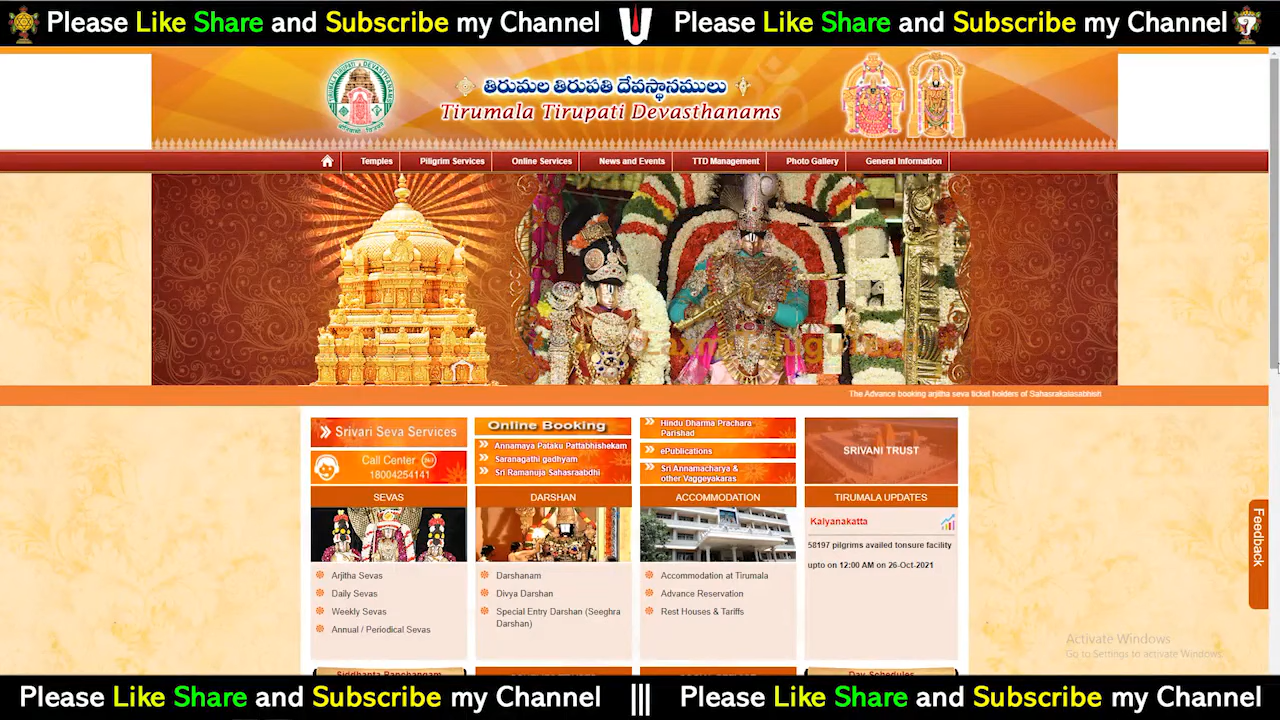 Please Like Share and Subscribe my Channel
Please Like Share and Subscribe my Channel
తిరుమల తిరుపతి దేవస్థానములు
Tirumala Tirupati Devasthanams
Temples
Piligrim Services
Online Services
News and Events
TTD Management
Photo Gallery
General Information
The Advance booking arjitha seva ticket holders of Sahasrakalasabhish
Srivari Seva Services
Call Center 24/7
18004254141
Online Booking
Annamaya Pataku Pattabhishekam
Saranagathi gadhyam
Sri Ramanuja Sahasraabdhi
Hindu Dharma Prachara
Parishad
ePublications
Sri Annamacharya &
other Vaggeyakaras
SRIVANI TRUST
SEVAS
Arjitha Sevas
Daily Sevas
Weekly Sevas
Annual / Periodical Sevas
DARSHAN
Darshanam
Divya Darshan
Special Entry Darshan (Seeghra
Darshan)
ACCOMMODATION
Accommodation at Tirumala
Advance Reservation
Rest Houses & Tariffs
TIRUMALA UPDATES
Kalyanakatta
58197 pilgrims availed tonsure facility
upto on 12:00 AM on 26-Oct-2021
Feedback
Activate Windows
Go to Settings to activate Windows.
Siddhanta Panchangam
Day Schedules
Please Like Share and Subscribe my Channel
|||
Please Like Share and Subscribe my Channel